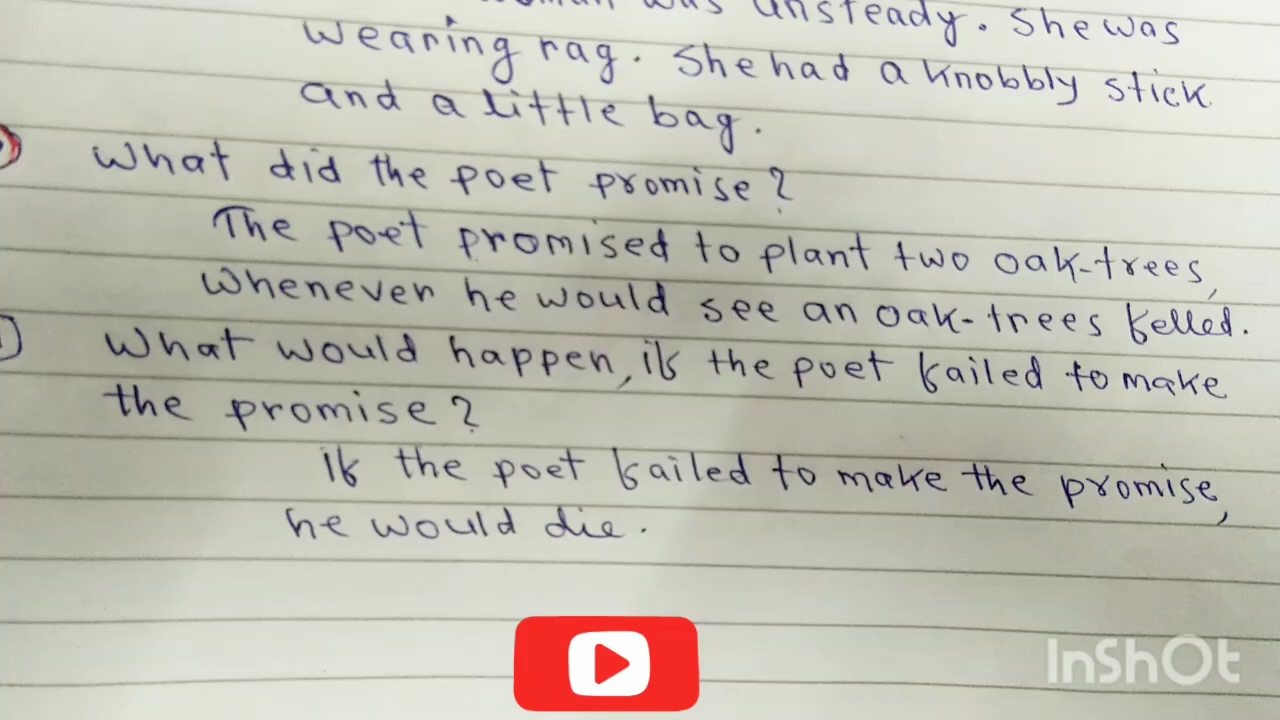 woman was unsteady. She was
wearing rag. She had a knobbly stick
and a little bag.
What did the poet promise?
The poet promised to plant two oak-trees,
Whenever he would see an oak-trees felled.
What would happen, if the poet failed to make
the promise?
if the poet failed to make the promise,
he would die.
InShOt